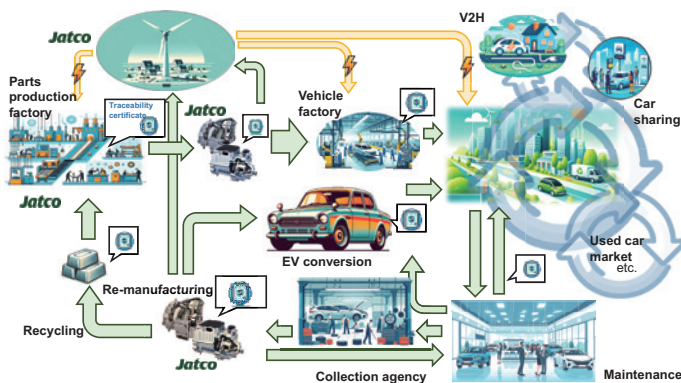 Jatco
V2H
Parts
production
factory
Traceability
certificate
Jatco
Vehicle
factory
Car
sharing
Jatco
EV conversion
Used car
market
etc.
Re-manufacturing
Recycling
Jatco
Collection agency
Maintenance